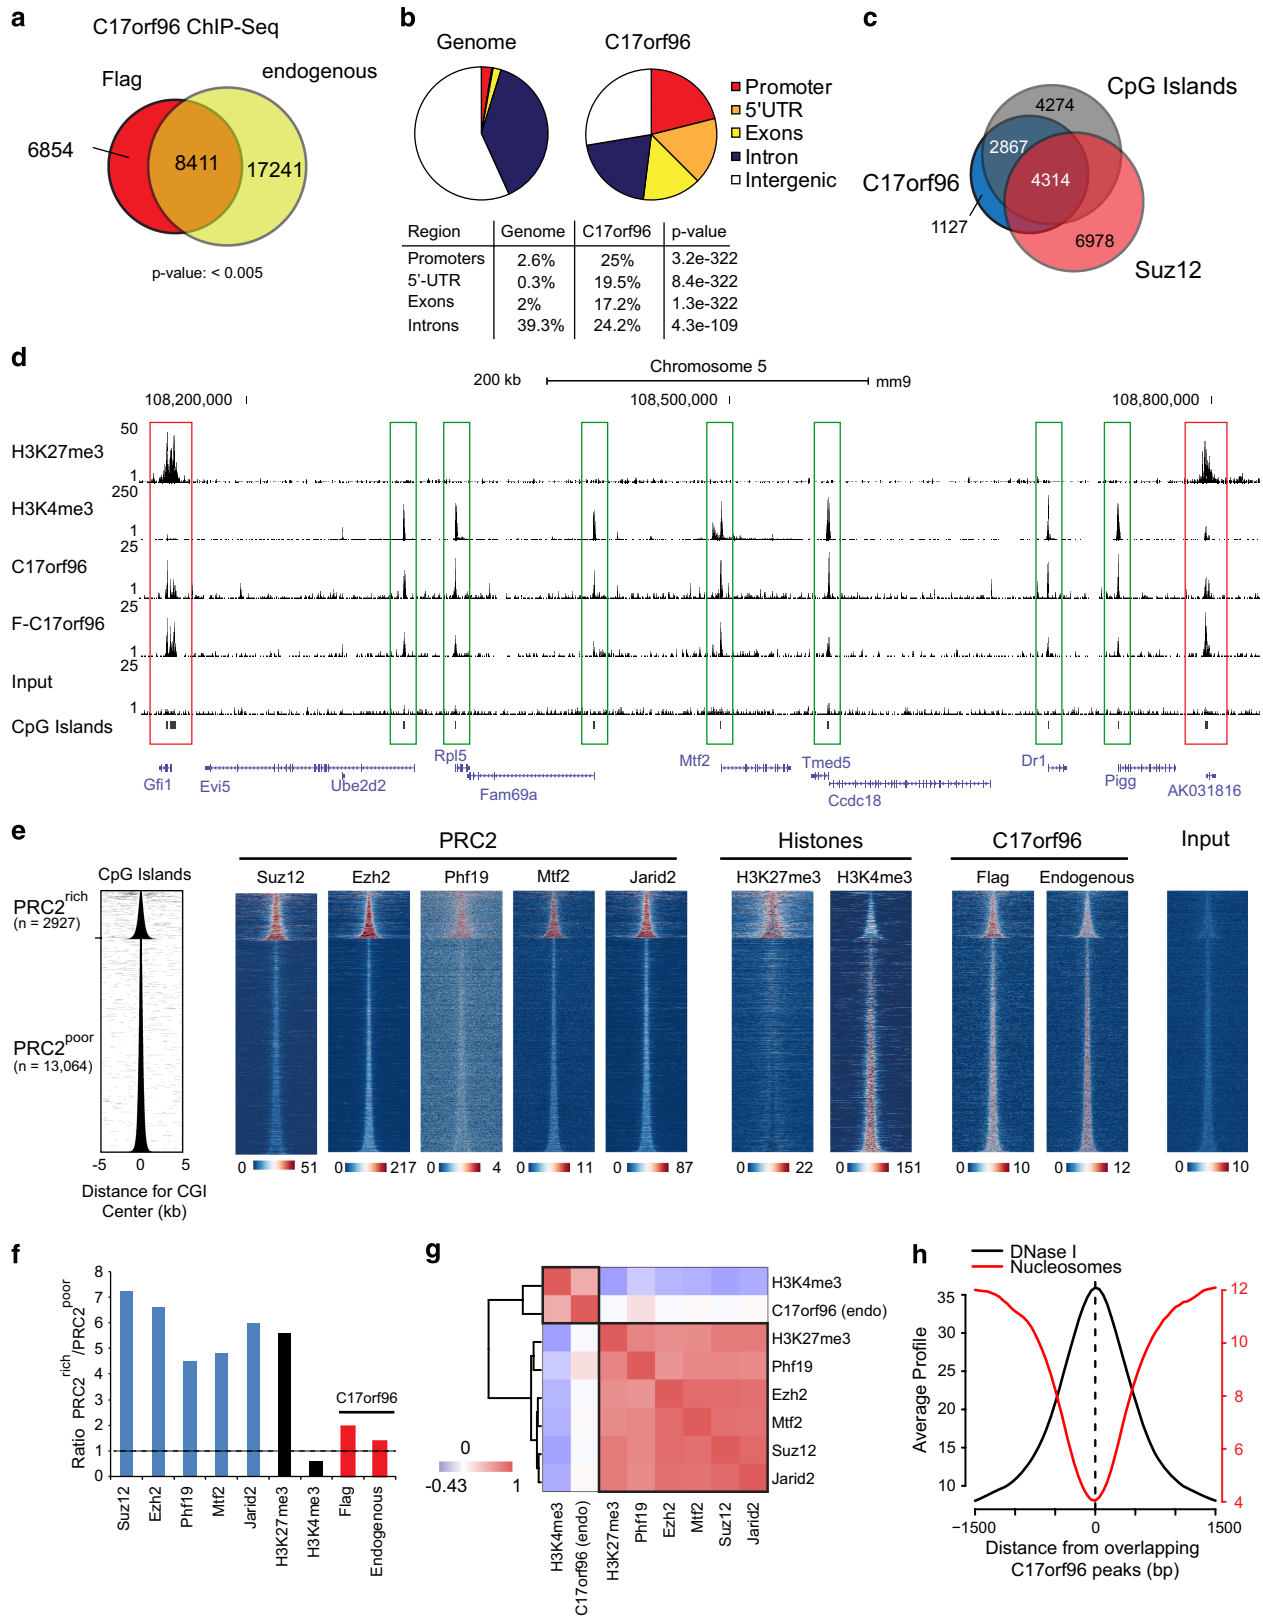 a
C17orf96 ChIP-Seq
Flag
endogenous
6854
8411
17241
p-value: < 0.005
b
Genome
C17orf96
Promoter
5'UTR
Exons
Intron
Intergenic
Region Genome C17orf96 p-value
Promoters 2.6% 25% 3.2e-322
5'-UTR 0.3% 19.5% 8.4e-322
Exons 2% 17.2% 1.3e-322
Introns 39.3% 24.2% 4.3e-109
c
CpG Islands
4274
2867
C17orf96
4314
1127
6978
Suz12
d
Chromosome 5
200 kb
mm9
108,200,000
108,500,000
108,800,000
50
H3K27me3
1
250
H3K4me3
1
25
C17orf96
1
25
F-C17orf96
1
25
Input
1
CpG Islands
Gfi1
Evi5
Ube2d2
Rpl5
Fam69a
Mtf2
Tmed5
Ccdc18
Dr1
Pigg
AK031816
e
PRC2
Histones
C17orf96
Input
CpG Islands
Suz12
Ezh2
Phf19
Mtf2
Jarid2
H3K27me3
H3K4me3
Flag
Endogenous
PRC2rich
(n = 2927)
PRC2poor
(n = 13,064)
-5 0 5
Distance for CGI
Center (kb)
0 51
0 217
0 4
0 11
0 87
0 22
0 151
0 10
0 12
0 10
f
Ratio PRC2rich/PRC2poor
8
7
6
5
4
3
2
1
0
C17orf96
Suz12
Ezh2
Phf19
Mtf2
Jarid2
H3K27me3
H3K4me3
Flag
Endogenous
g
H3K4me3
C17orf96 (endo)
H3K27me3
Phf19
Ezh2
Mtf2
Suz12
Jarid2
0
-0.43 1
H3K4me3
C17orf96 (endo)
H3K27me3
Phf19
Ezh2
Mtf2
Suz12
Jarid2
h
DNase I
Nucleosomes
Average Profile
35
30
25
20
15
10
12
10
8
6
4
−1500 0 1500
Distance from overlapping
C17orf96 peaks (bp)